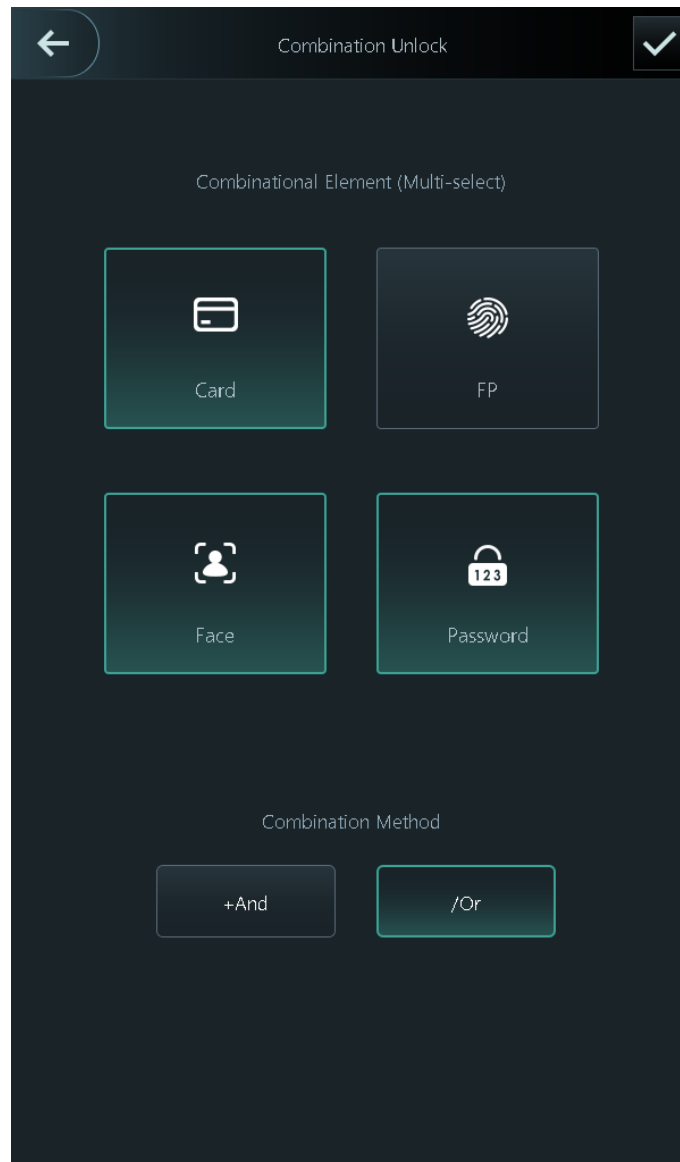 Combination Unlock
Combinational Element (Multi-select)
Card
FP
Face
123
Password
Combination Method
+And
/Or